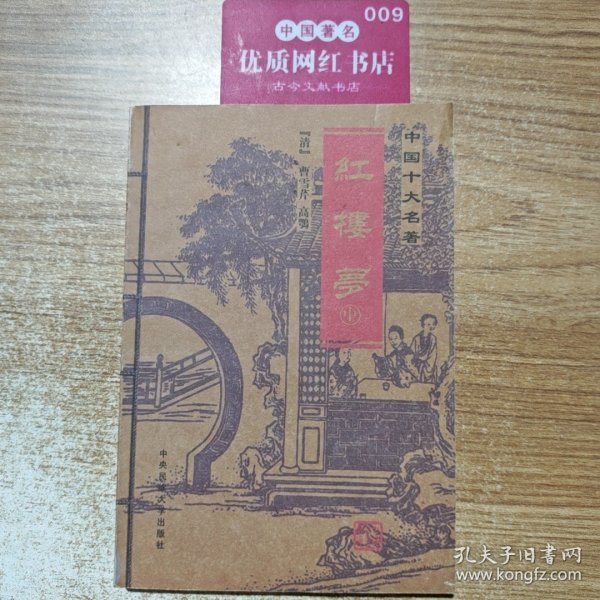 009
中国著名
优质网红书店
古今文献书店
中国十大名著
紅樓夢
中
『清』 曹雪芹 高鹗
中央民族大学出版社
孔夫子旧书网
www.kongfz.com